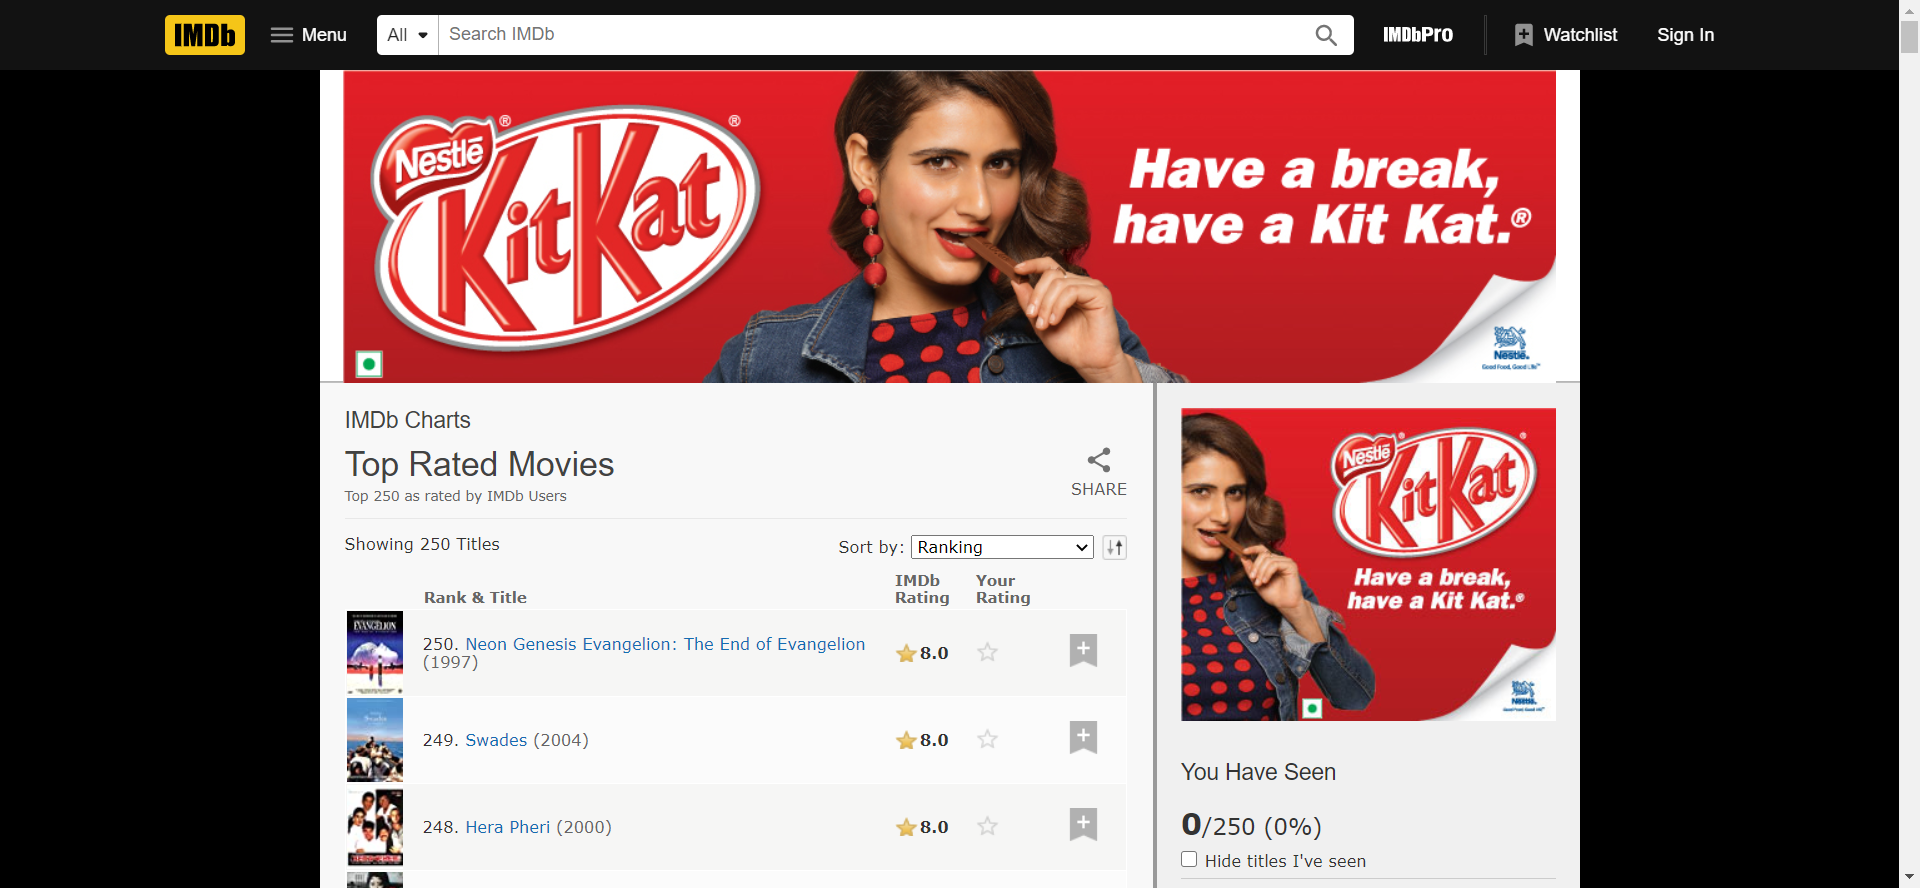 IMDb
Menu
All
Search IMDb
IMDbPro
Watchlist
Sign In
Nestlé
®
KitKat
®
Have a break,
have a Kit Kat.®
Nestlé.
Good Food, Good Life™
IMDb Charts
Top Rated Movies
Top 250 as rated by IMDb Users
SHARE
Showing 250 Titles
Sort by: Ranking
Rank & Title
IMDb
Rating
Your
Rating
EVANGELION
250. Neon Genesis Evangelion: The End of Evangelion
(1997)
8.0
Swades
249. Swades (2004)
8.0
248. Hera Pheri (2000)
8.0
Nestlé
KitKat
Have a break,
have a Kit Kat.®
Nestlé.
You Have Seen
0/250 (0%)
Hide titles I've seen